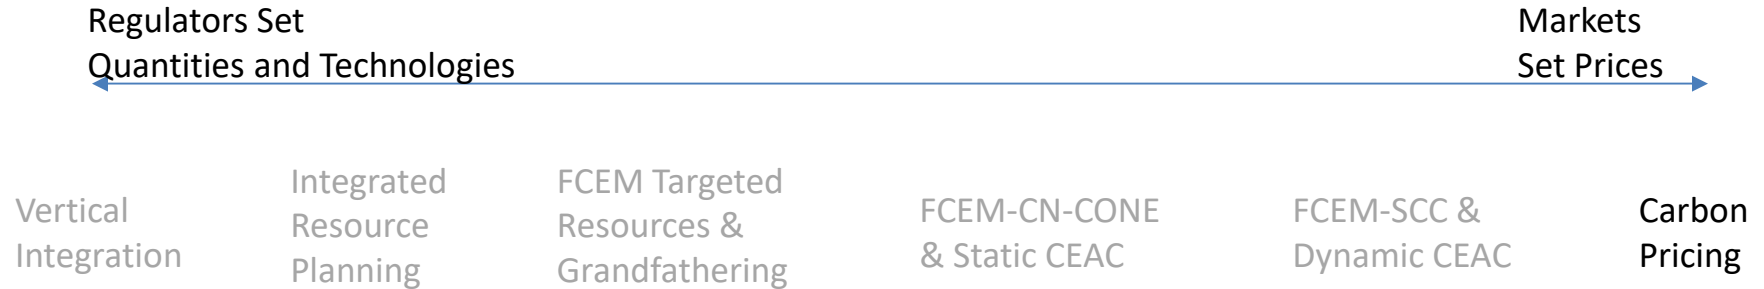 Regulators Set
Quantities and Technologies
Markets
Set Prices
Vertical
Integration
Integrated
Resource
Planning
FCEM Targeted
Resources &
Grandfathering
FCEM-CN-CONE
& Static CEAC
FCEM-SCC &
Dynamic CEAC
Carbon
Pricing